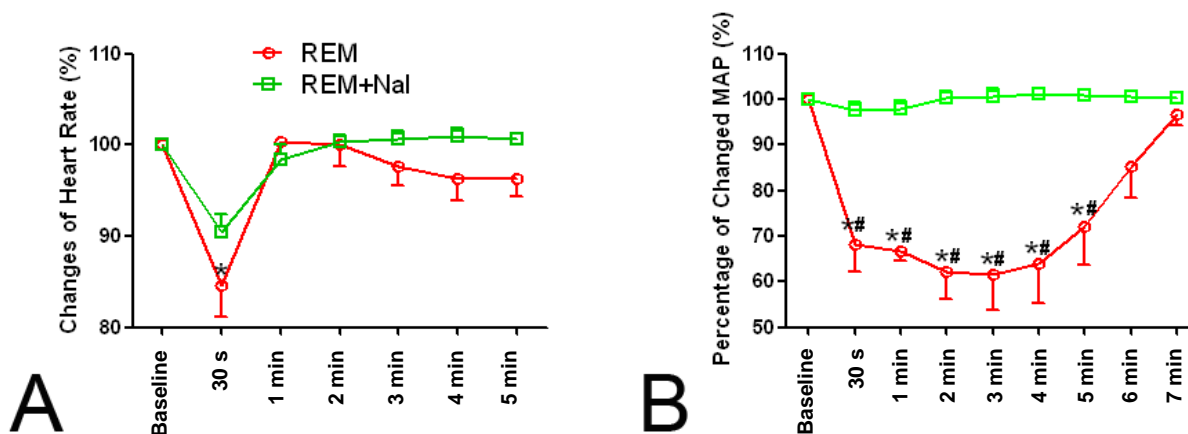 Changes of Heart Rate (%)
110
100
90
80
REM
REM+Nal
*
Baseline
30 s
1 min
2 min
3 min
4 min
5 min
A
Percentage of Changed MAP (%)
110
100
90
80
70
60
50
*#
*#
*#
*#
*#
*#
Baseline
30 s
1 min
2 min
3 min
4 min
5 min
6 min
7 min
B